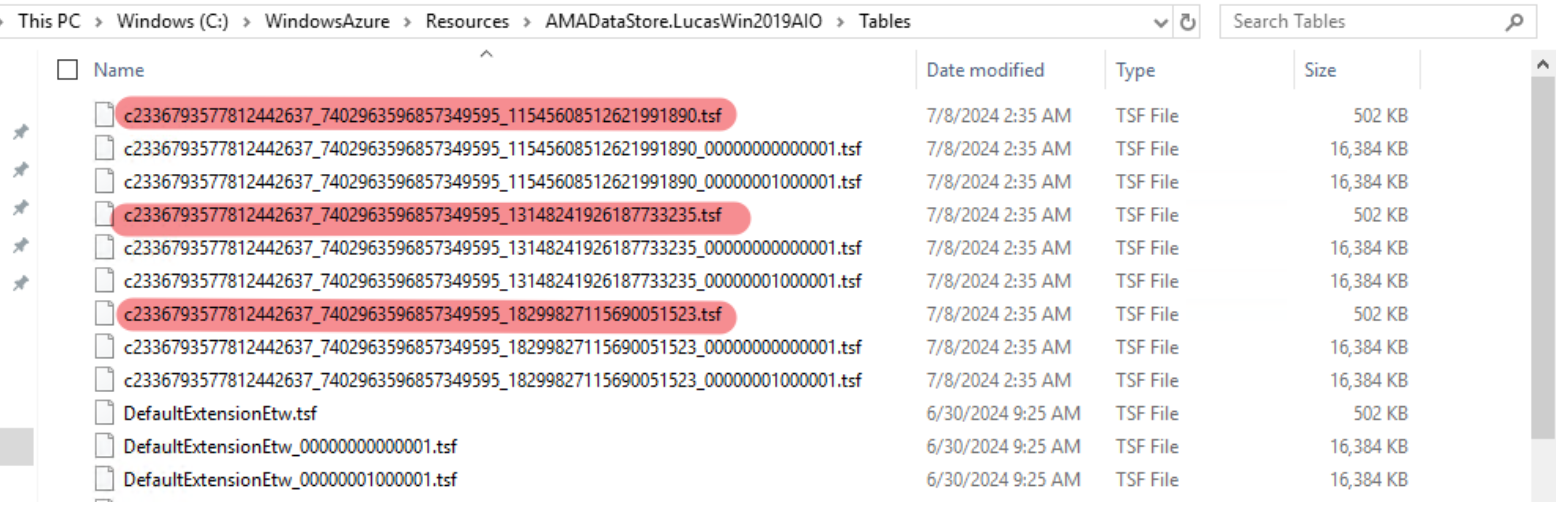 This PC > Windows (C:) > WindowsAzure > Resources > AMADataStore.LucasWin2019AIO > Tables Search Tables
Name Date modified Type Size
c2336793577812442637_7402963596857349595_11545608512621991890.tsf 7/8/2024 2:35 AM TSF File 502 KB
c2336793577812442637_7402963596857349595_11545608512621991890_00000000000001.tsf 7/8/2024 2:35 AM TSF File 16,384 KB
c2336793577812442637_7402963596857349595_11545608512621991890_00000001000001.tsf 7/8/2024 2:35 AM TSF File 16,384 KB
c2336793577812442637_7402963596857349595_13148241926187733235.tsf 7/8/2024 2:35 AM TSF File 502 KB
c2336793577812442637_7402963596857349595_13148241926187733235_00000000000001.tsf 7/8/2024 2:35 AM TSF File 16,384 KB
c2336793577812442637_7402963596857349595_13148241926187733235_00000001000001.tsf 7/8/2024 2:35 AM TSF File 16,384 KB
c2336793577812442637_7402963596857349595_18299827115690051523.tsf 7/8/2024 2:35 AM TSF File 502 KB
c2336793577812442637_7402963596857349595_18299827115690051523_00000000000001.tsf 7/8/2024 2:35 AM TSF File 16,384 KB
c2336793577812442637_7402963596857349595_18299827115690051523_00000001000001.tsf 7/8/2024 2:35 AM TSF File 16,384 KB
DefaultExtensionEtw.tsf 6/30/2024 9:25 AM TSF File 502 KB
DefaultExtensionEtw_00000000000001.tsf 6/30/2024 9:25 AM TSF File 16,384 KB
DefaultExtensionEtw_00000001000001.tsf 6/30/2024 9:25 AM TSF File 16,384 KB